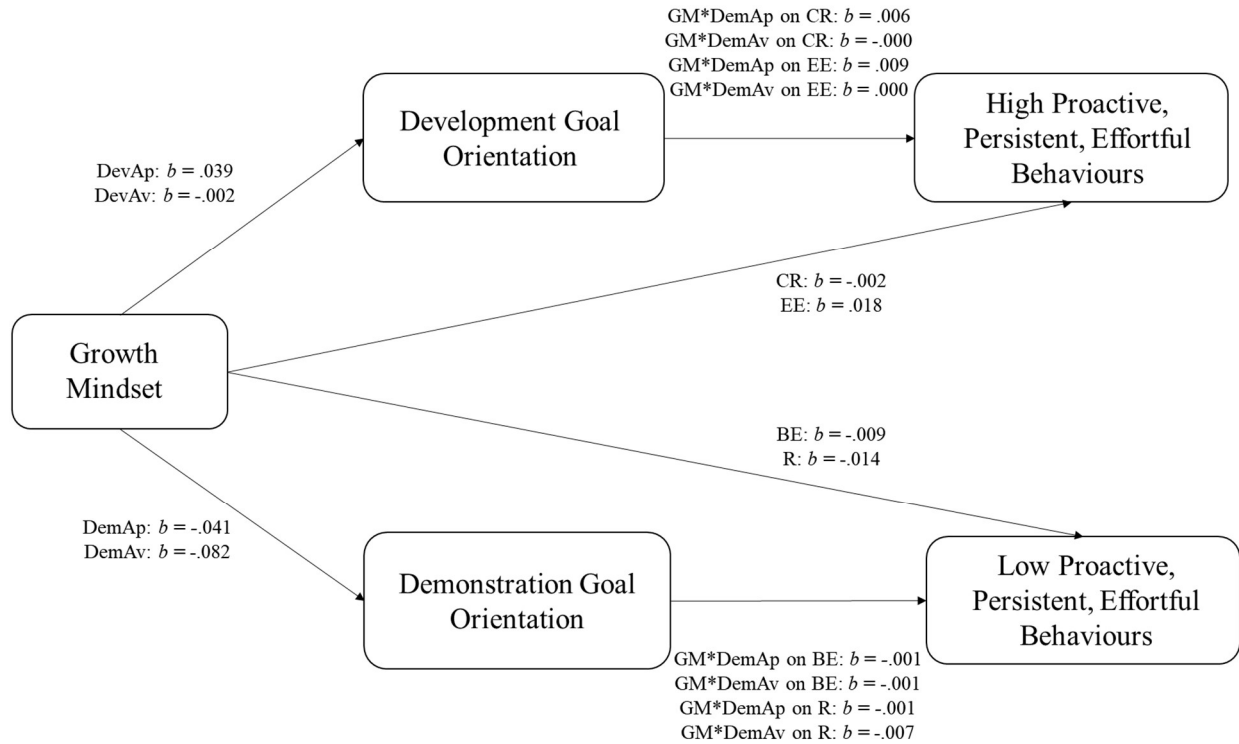 GM*DemAp on CR: b = .006
GM*DemAv on CR: b = -.000
GM*DemAp on EE: b = .009
GM*DemAv on EE: b = .000
Development Goal
Orientation
High Proactive,
Persistent, Effortful
Behaviours
DevAp: b = .039
DevAv: b = -.002
CR: b = -.002
EE: b = .018
Growth
Mindset
BE: b = -.009
R: b = -.014
DemAp: b = -.041
DemAv: b = -.082
Demonstration Goal
Orientation
Low Proactive,
Persistent, Effortful
Behaviours
GM*DemAp on BE: b = -.001
GM*DemAv on BE: b = -.001
GM*DemAp on R: b = -.001
GM*DemAv on R: b = -.007